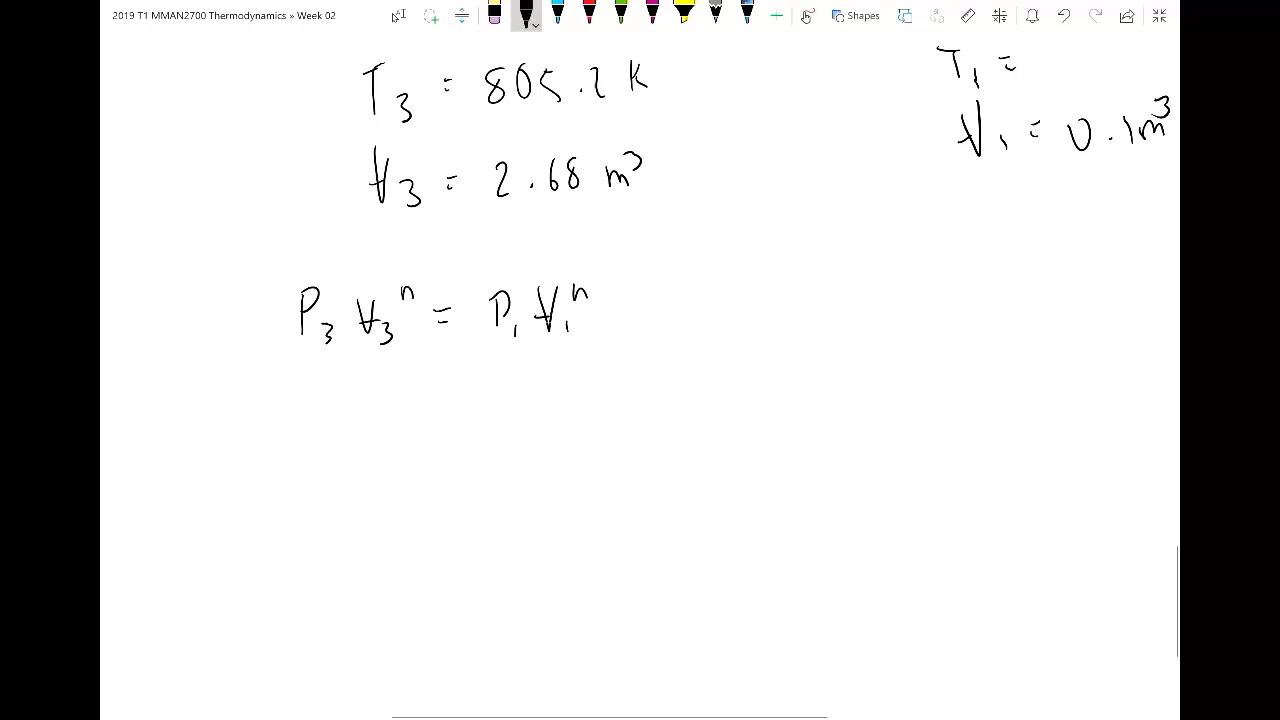 2019 T1 MMAN2700 Thermodynamics » Week 02
Shapes
T₃ = 805.2 K
V₃ = 2.68 m³
P₃ V₃ⁿ = P₁ V₁ⁿ
T₁ =
V₁ = 0.1m³